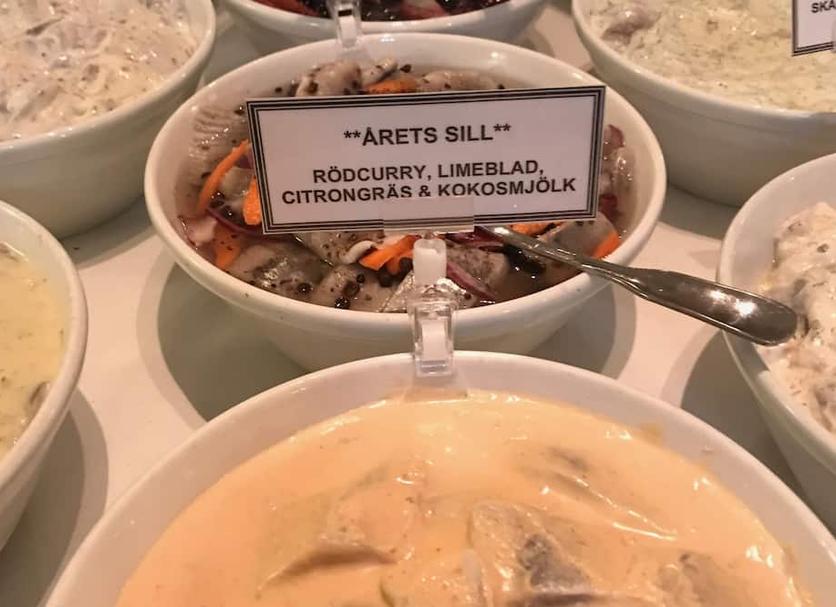 **ÅRETS SILL**
RÖDCURRY, LIMEBLAD,
CITRONGRÄS & KOKOSMJÖLK